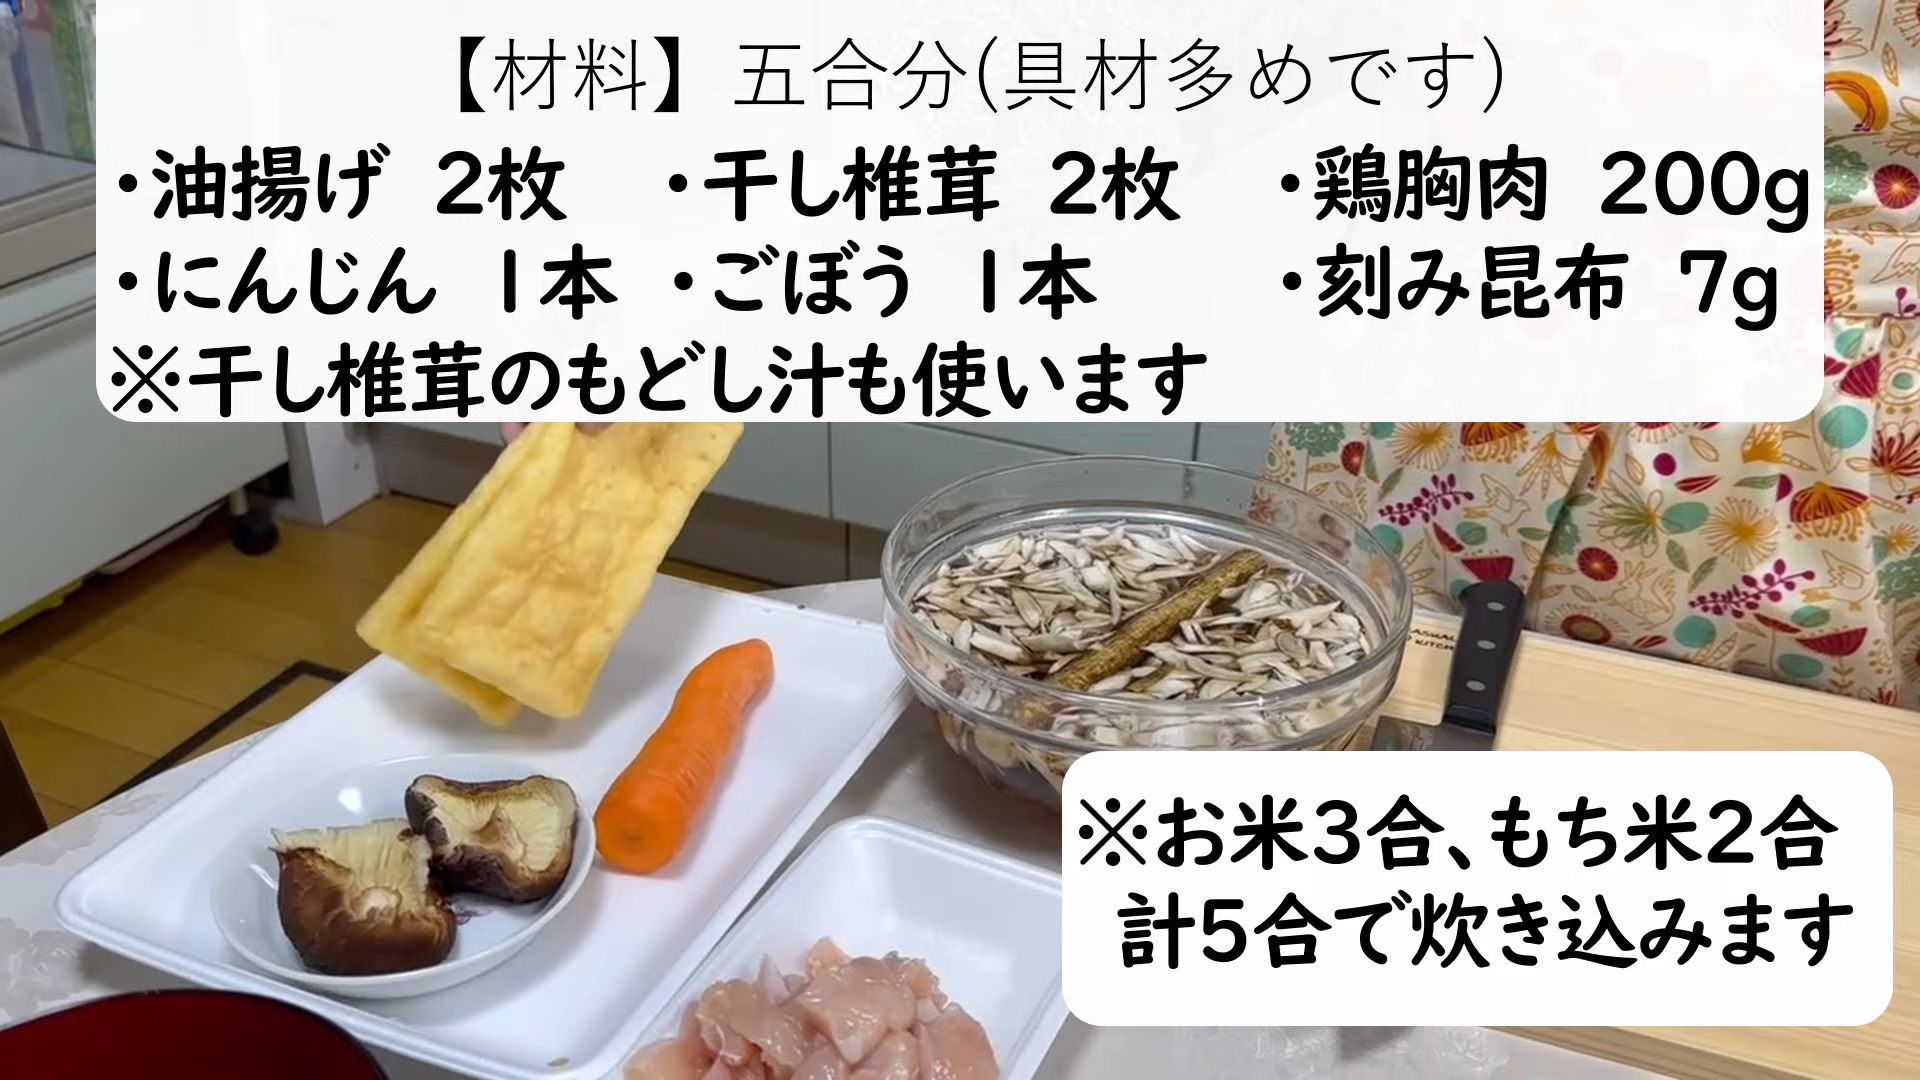 【材料】五合分(具材多めです)
・油揚げ 2枚 ・干し椎茸 2枚 ・鶏胸肉 200g
・にんじん 1本 ・ごぼう 1本 ・刻み昆布 7g
※干し椎茸のもどし汁も使います
※お米3合、もち米2合
計5合で炊き込みます